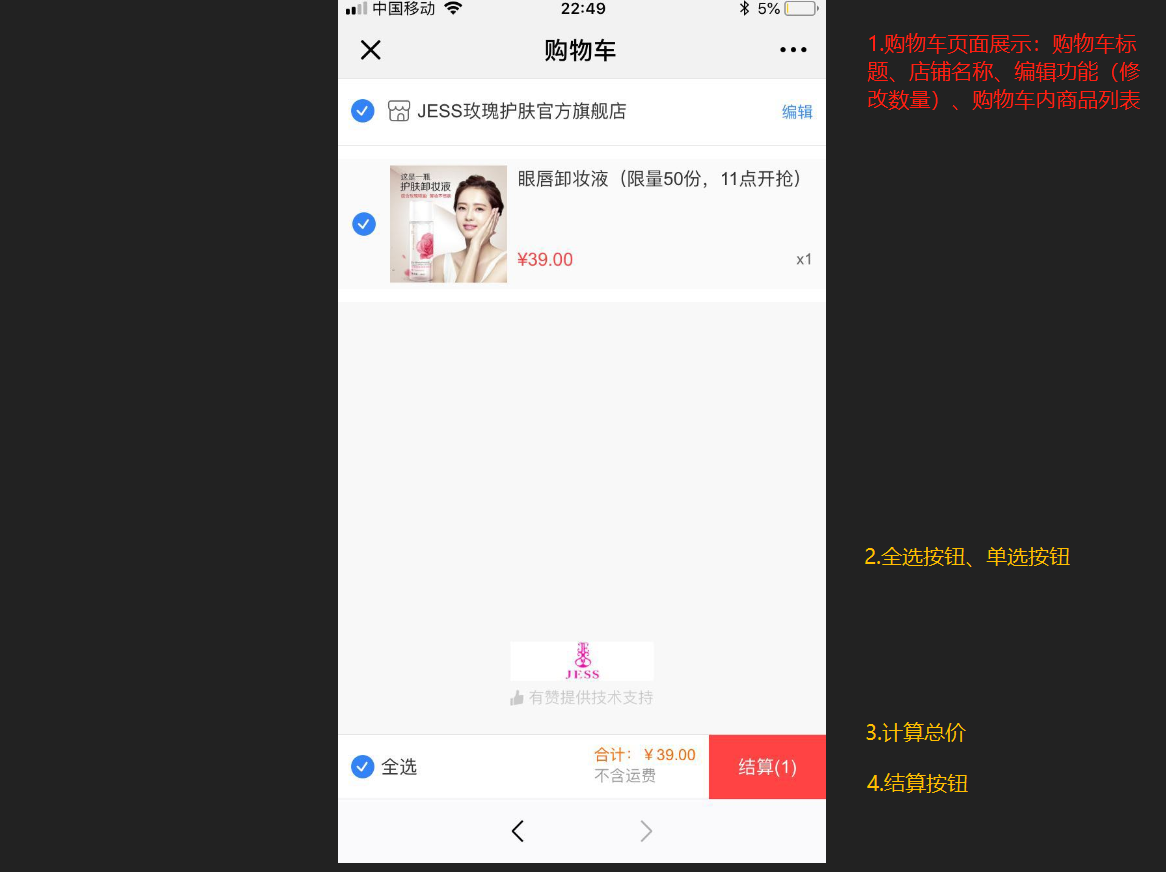 中国移动 22:49 5%
购物车
JESS玫瑰护肤官方旗舰店 编辑
这是一瓶
护肤卸妆液
眼唇卸妆液（限量50份，11点开抢）
¥39.00 x1
JESS
有赞提供技术支持
全选
合计：￥39.00
不含运费
结算(1)
1.购物车页面展示：购物车标
题、店铺名称、编辑功能（修
改数量）、购物车内商品列表
2.全选按钮、单选按钮
3.计算总价
4.结算按钮